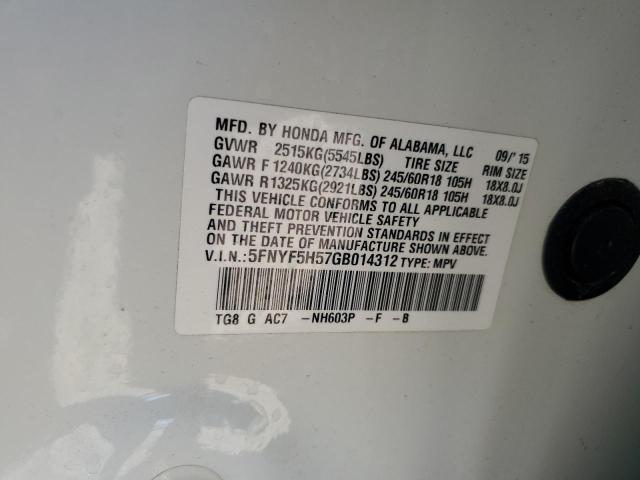 MFD. BY HONDA MFG. OF ALABAMA, LLC 09/'15
GVWR 2515KG(5545LBS) TIRE SIZE RIM SIZE
GAWR F 1240KG(2734LBS) 245/60R18 105H 18X8.0J
GAWR R 1325KG(2921LBS) 245/60R18 105H 18X8.0J
THIS VEHICLE CONFORMS TO ALL APPLICABLE
FEDERAL MOTOR VEHICLE SAFETY
AND THEFT PREVENTION STANDARDS IN EFFECT
ON THE DATE OF MANUFACTURE SHOWN ABOVE.
V.I.N.: 5FNYF5H57GB014312 TYPE: MPV
TG8 G AC7 -NH603P -F -B